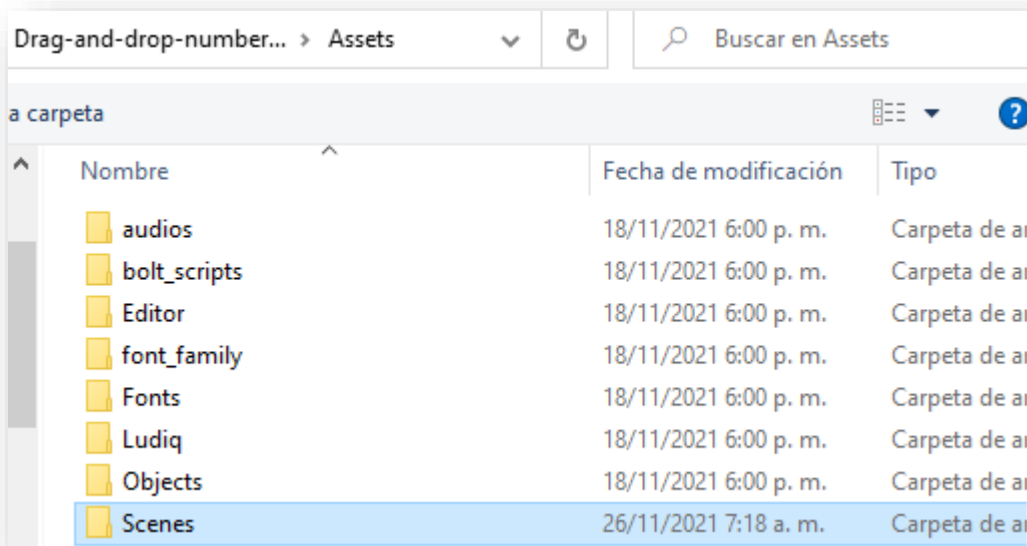 Drag-and-drop-number... > Assets Buscar en Assets
a carpeta ?
Nombre Fecha de modificación Tipo
audios 18/11/2021 6:00 p. m. Carpeta de ar
bolt_scripts 18/11/2021 6:00 p. m. Carpeta de ar
Editor 18/11/2021 6:00 p. m. Carpeta de ar
font_family 18/11/2021 6:00 p. m. Carpeta de ar
Fonts 18/11/2021 6:00 p. m. Carpeta de ar
Ludiq 18/11/2021 6:00 p. m. Carpeta de ar
Objects 18/11/2021 6:00 p. m. Carpeta de ar
Scenes 26/11/2021 7:18 a. m. Carpeta de ar